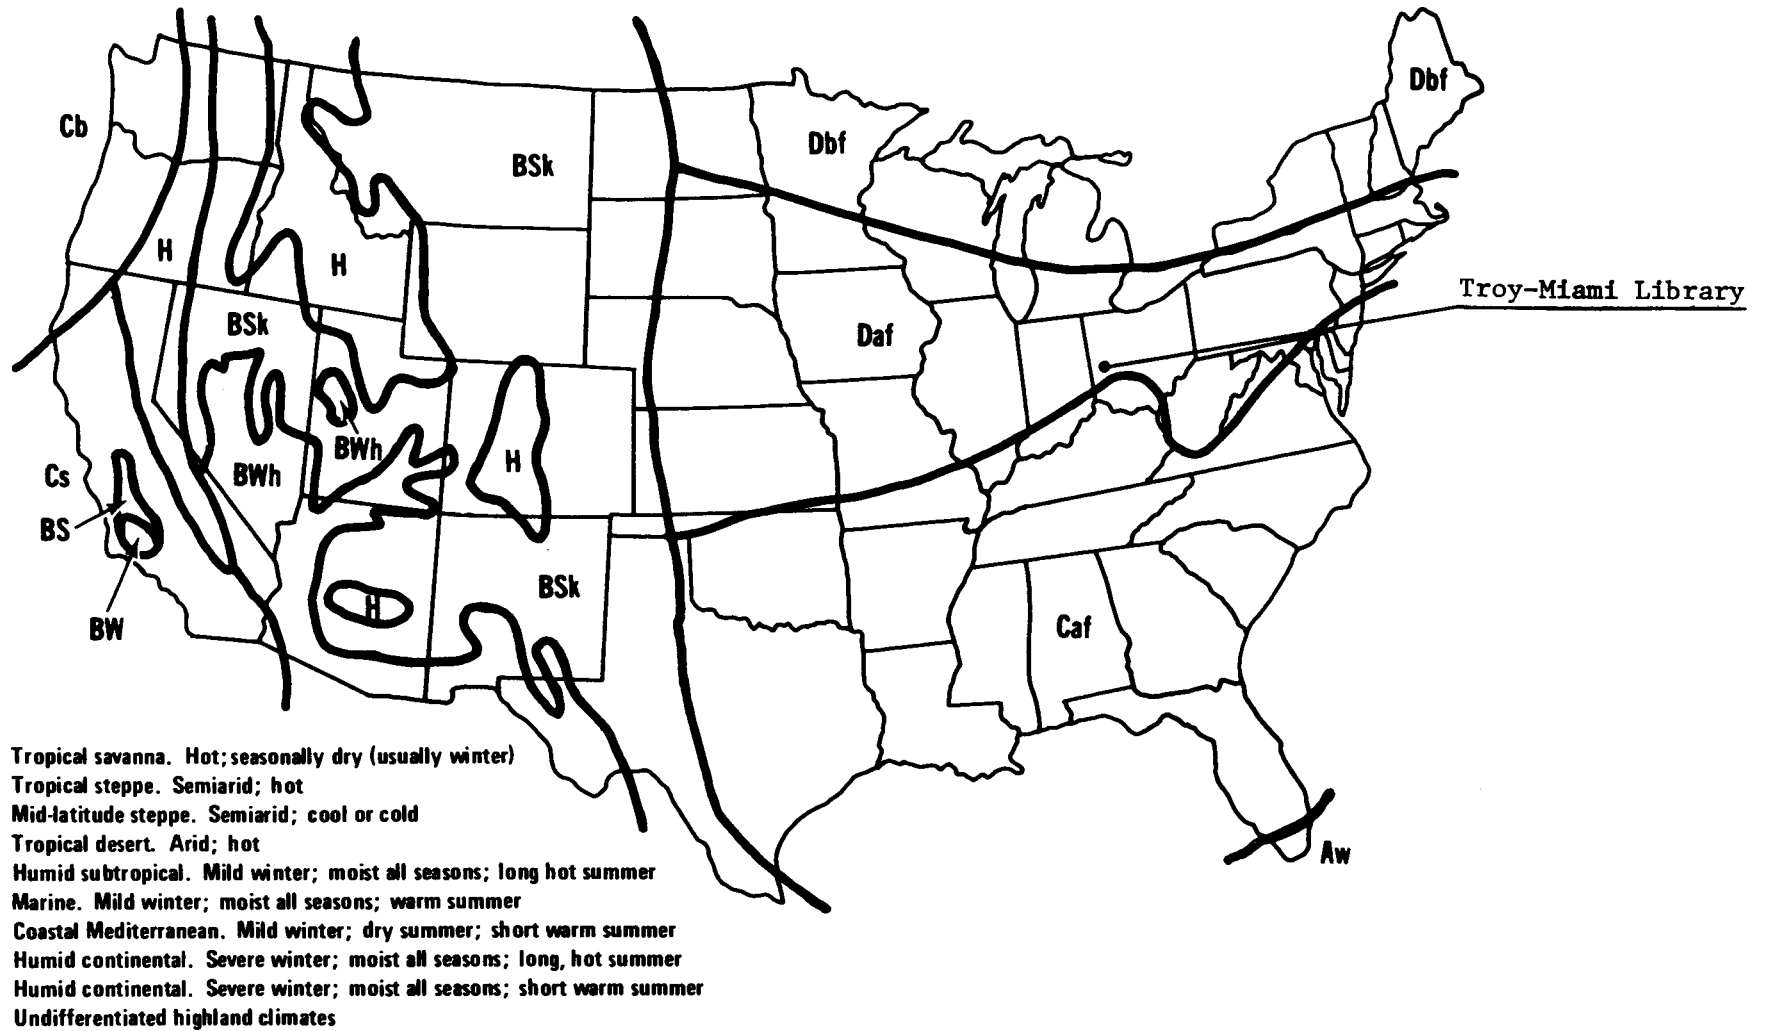 Dbf
Cb
Dbf
BSk
H
H
Troy-Miami Library
BSk
Daf
BWh
H
Cs
BWh
BS
BSk
H
BW
Caf
Aw
Tropical savanna. Hot; seasonally dry (usually winter)
Tropical steppe. Semiarid; hot
Mid-latitude steppe. Semiarid; cool or cold
Tropical desert. Arid; hot
Humid subtropical. Mild winter; moist all seasons; long hot summer
Marine. Mild winter; moist all seasons; warm summer
Coastal Mediterranean. Mild winter; dry summer; short warm summer
Humid continental. Severe winter; moist all seasons; long, hot summer
Humid continental. Severe winter; moist all seasons; short warm summer
Undifferentiated highland climates